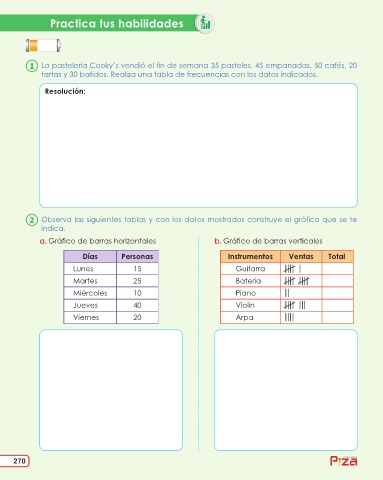 Practica tus habilidades
1 La pastelería Cooky's vendió el fin de semana 35 pasteles, 45 empanadas, 50 cafés, 20
tartas y 30 batidos. Realiza una tabla de frecuencias con los datos indicados.
Resolución:
2 Observa las siguientes tablas y con los datos mostrados construye el gráfico que se te
indica.
a. Gráfico de barras horizontales
Días Personas
Lunes 15
Martes 25
Miércoles 10
Jueves 40
Viernes 20
b. Gráfico de barras verticales
Instrumentos Ventas Total
Guitarra
Batería
Piano
Violín
Arpa
270